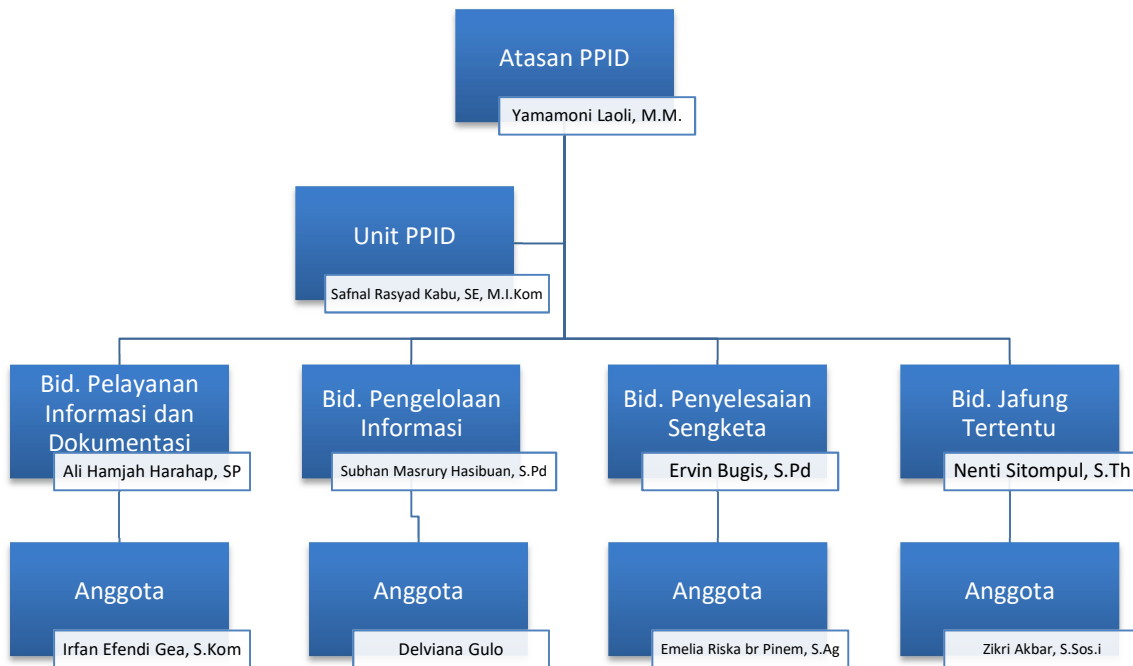 Atasan PPID
Yamamoni Laoli, M.M.
Unit PPID
Safnal Rasyad Kabu, SE, M.I.Kom
Bid. Pelayanan
Informasi dan
Dokumentasi
Ali Hamjah Harahap, SP
Bid. Pengelolaan
Informasi
Subhan Masrury Hasibuan, S.Pd
Bid. Penyelesaian
Sengketa
Ervin Bugis, S.Pd
Bid. Jafung
Tertentu
Nenti Sitompul, S.Th
Anggota
Irfan Efendi Gea, S.Kom
Anggota
Delviana Gulo
Anggota
Emelia Riska br Pinem, S.Ag
Anggota
Zikri Akbar, S.Sos.i